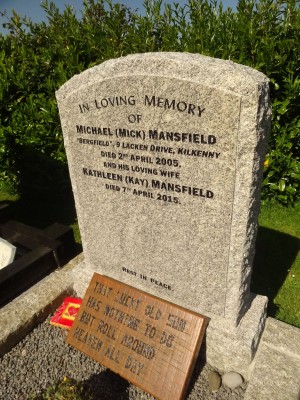 IN LOVING MEMORY
OF
MICHAEL (MICK) MANSFIELD
"BERGFIELD", 9 LACKEN DRIVE, KILKENNY
DIED 2ND APRIL 2005,
AND HIS LOVING WIFE
KATHLEEN (KAY) MANSFIELD
DIED 7TH APRIL 2015.
REST IN PEACE
THAT LUCKY OLD SUN
HAS NOTHING TO DO
BUT ROLL AROUND
HEAVEN ALL DAY